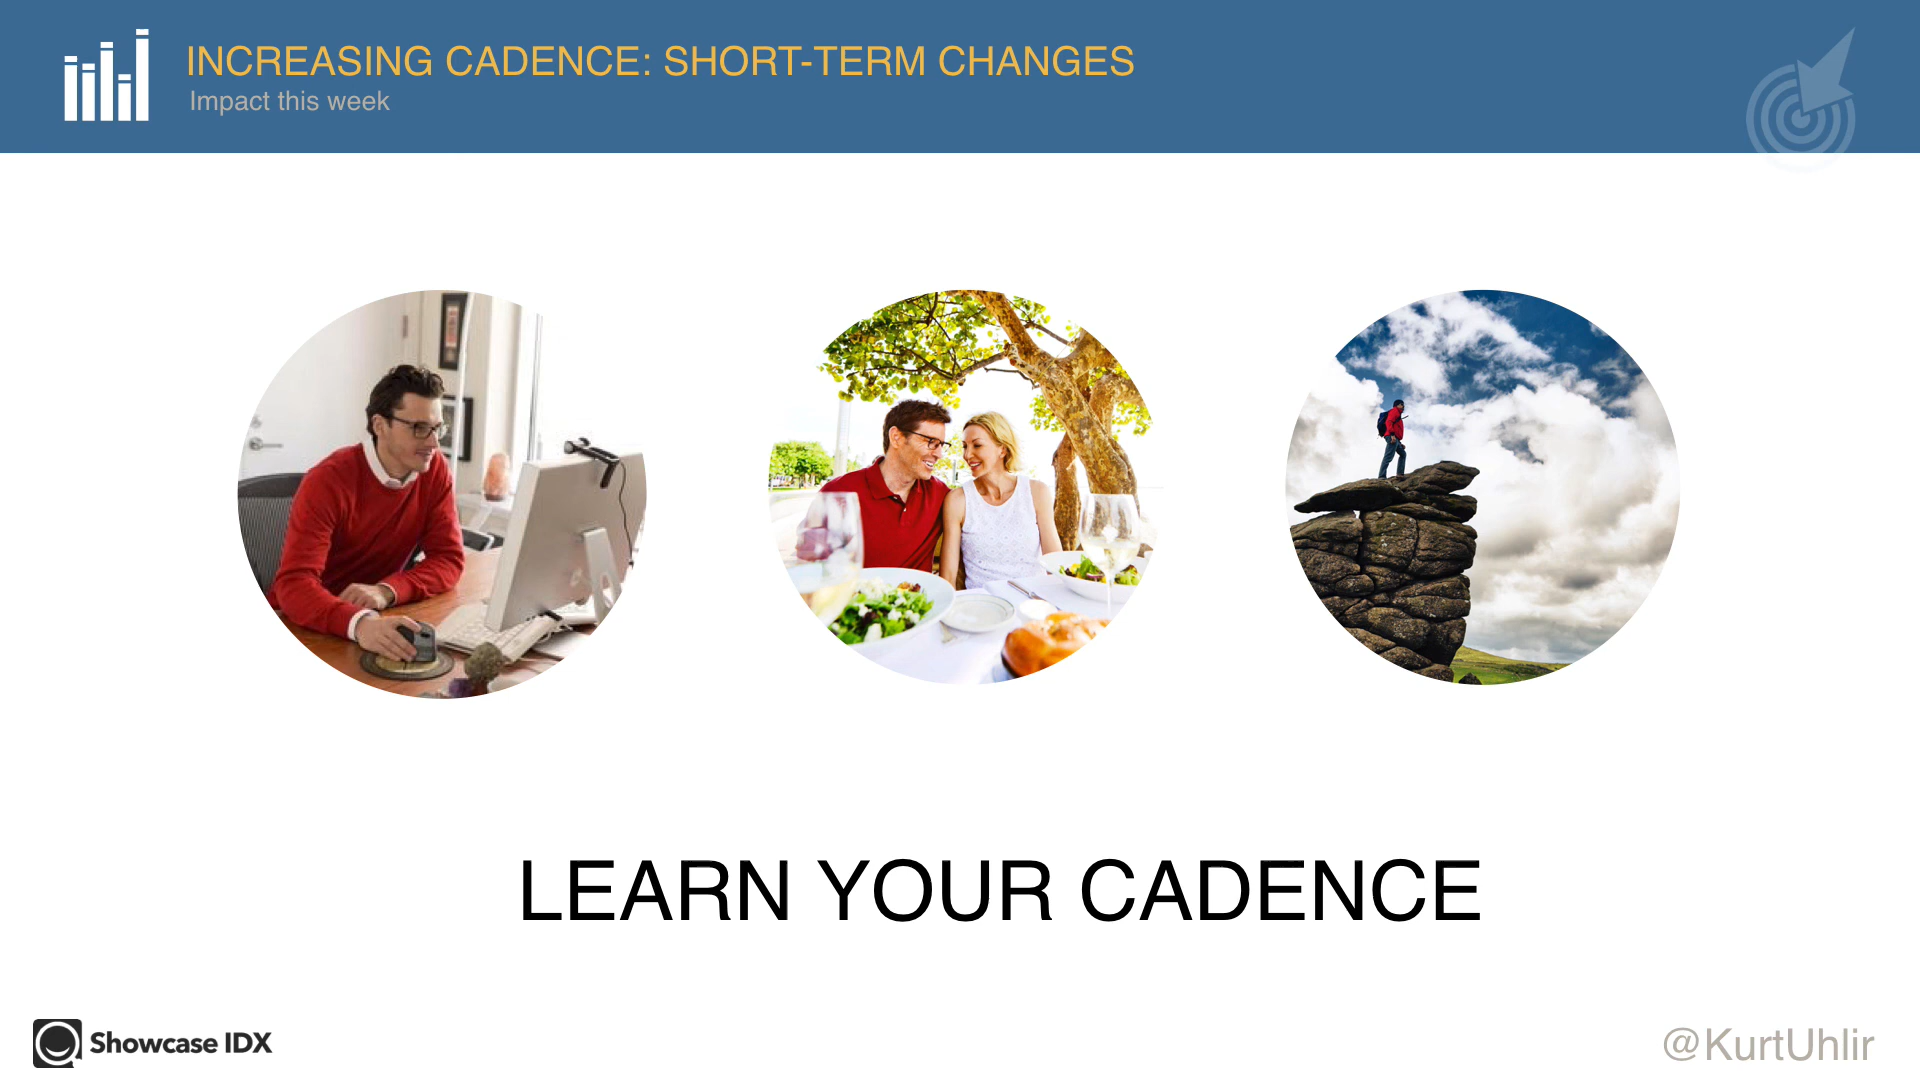 INCREASING CADENCE: SHORT-TERM CHANGES
Impact this week
LEARN YOUR CADENCE
Showcase IDX
@KurtUhlir